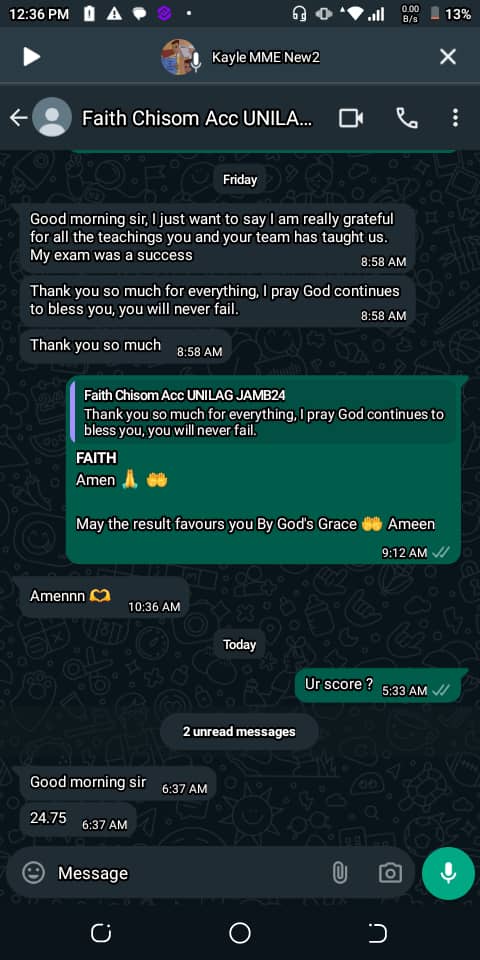 12:36 PM
0.00
B/s
13%
Kayle MME New2
Faith Chisom Acc UNILA...
Friday
Good morning sir, I just want to say I am really grateful
for all the teachings you and your team has taught us.
My exam was a success
8:58 AM
Thank you so much for everything, I pray God continues
to bless you, you will never fail.
8:58 AM
Thank you so much 8:58 AM
Faith Chisom Acc UNILAG JAMB24
Thank you so much for everything, I pray God continues to
bless you, you will never fail.
FAITH
Amen 🙏 🤲
May the result favours you By God's Grace 🤲 Ameen
9:12 AM
Amennn 🫶 10:36 AM
Today
Ur score ? 5:33 AM
2 unread messages
Good morning sir 6:37 AM
24.75 6:37 AM
Message